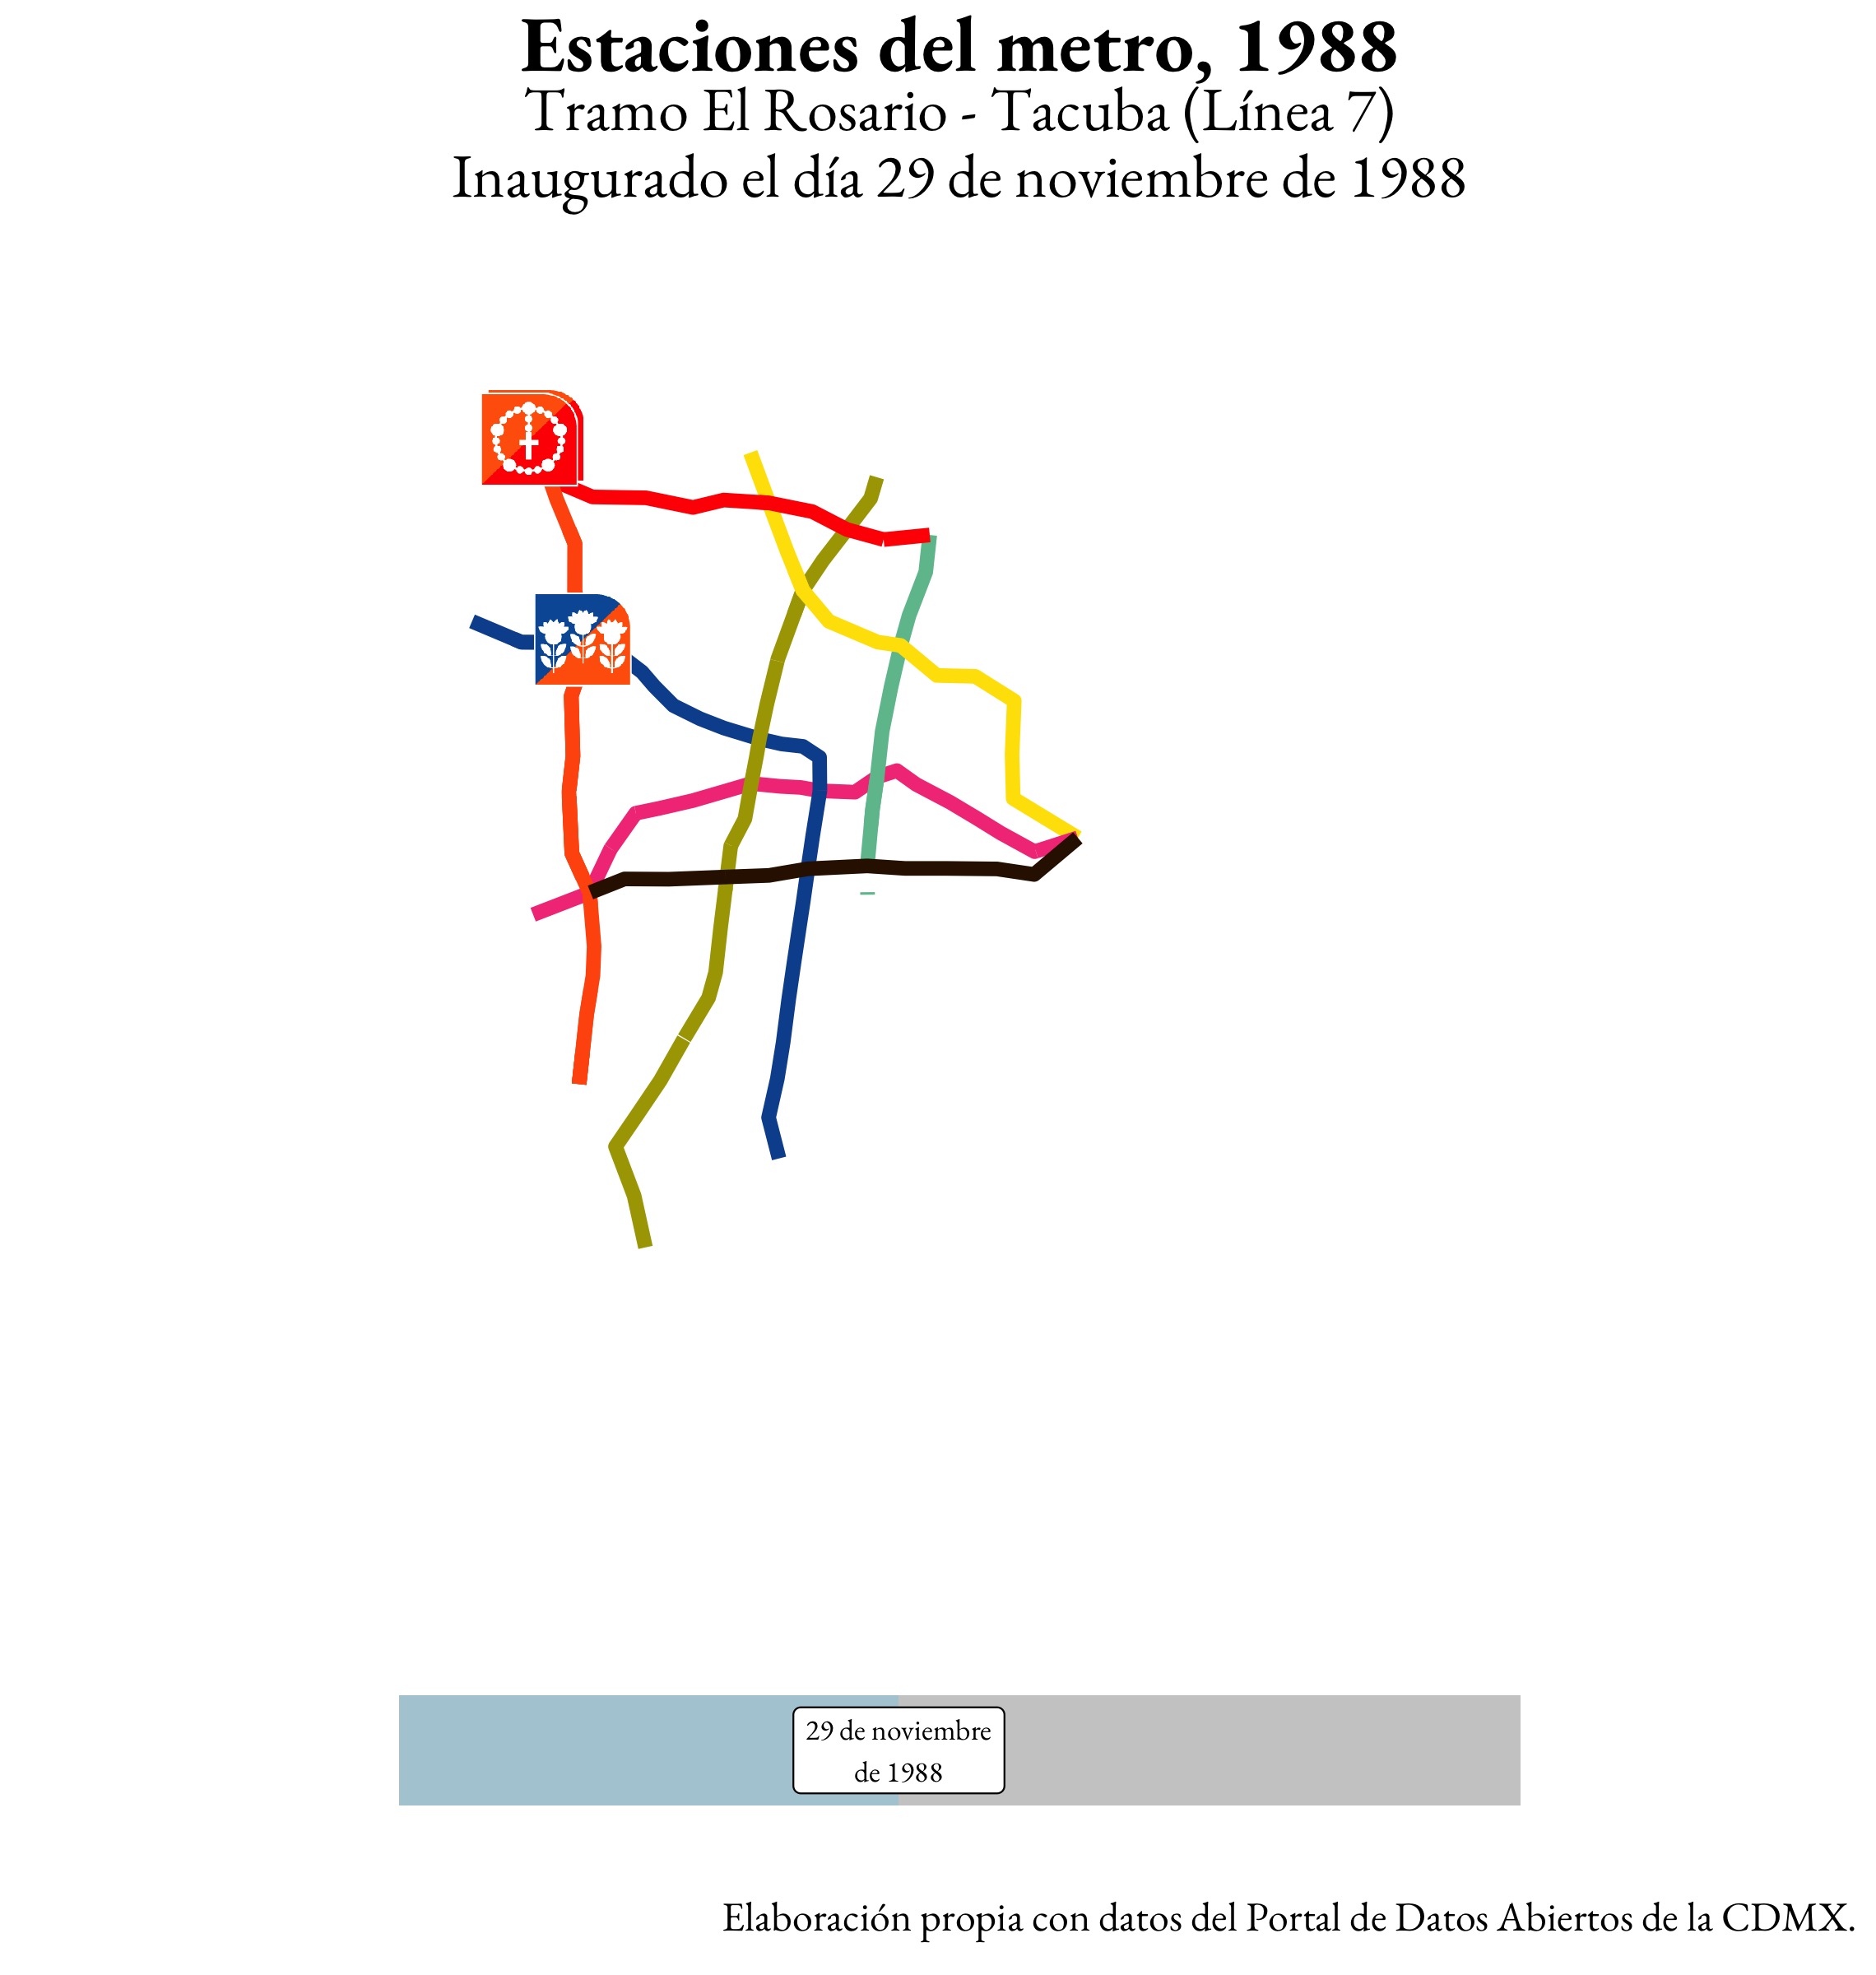 Estaciones del metro, 1988
Tramo El Rosario - Tacuba (Línea 7)
Inaugurado el día 29 de noviembre de 1988
29 de noviembre
de 1988
Elaboración propia con datos del Portal de Datos Abiertos de la CDMX.